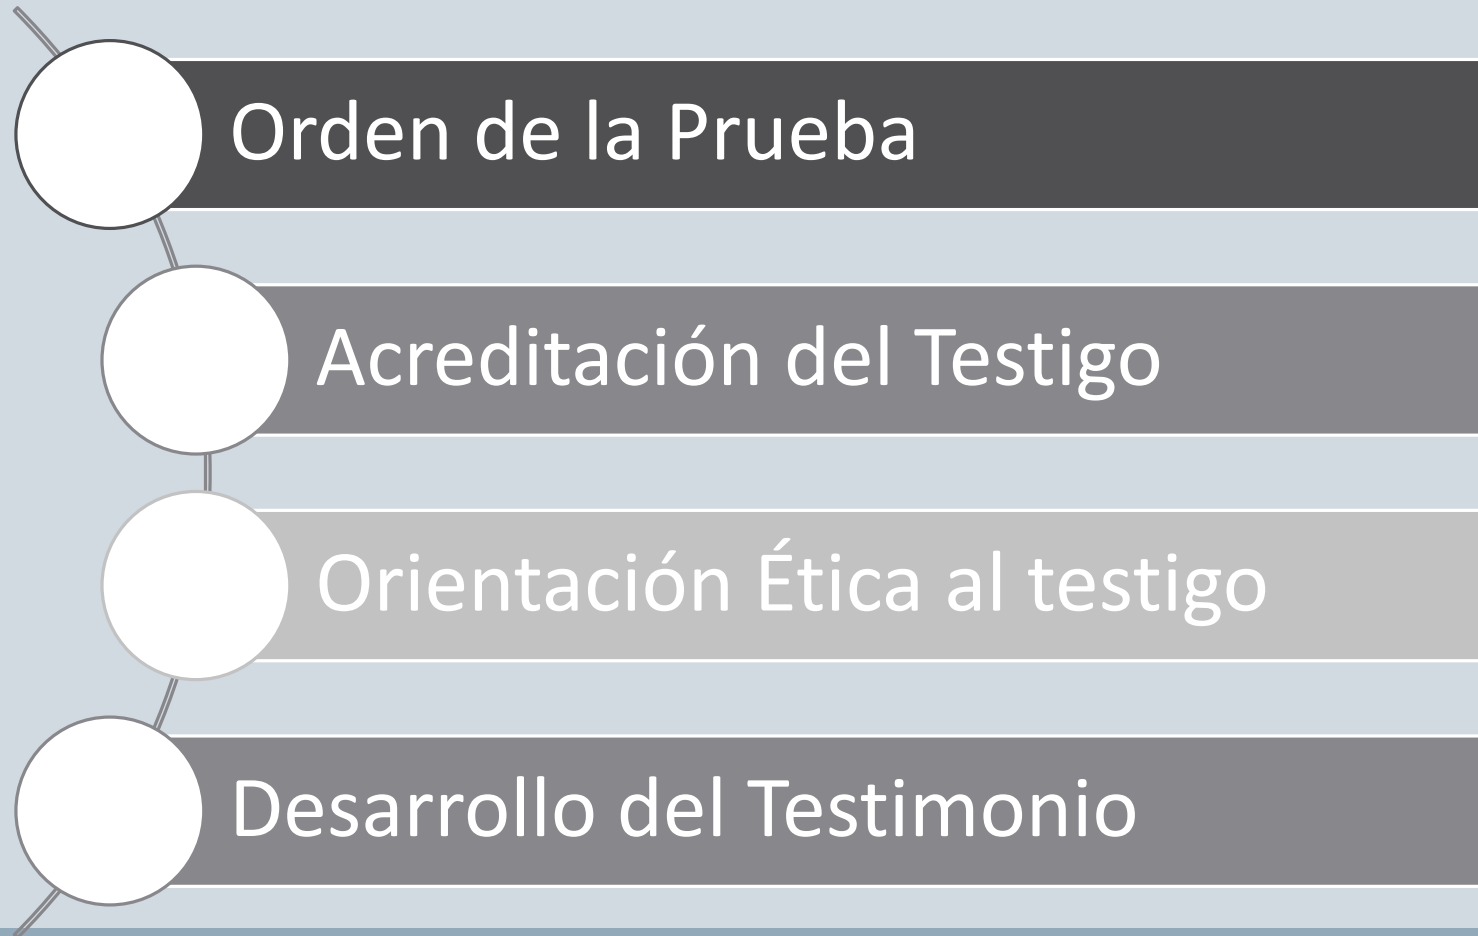 Orden de la Prueba
Acreditación del Testigo
Orientación Ética al testigo
Desarrollo del Testimonio